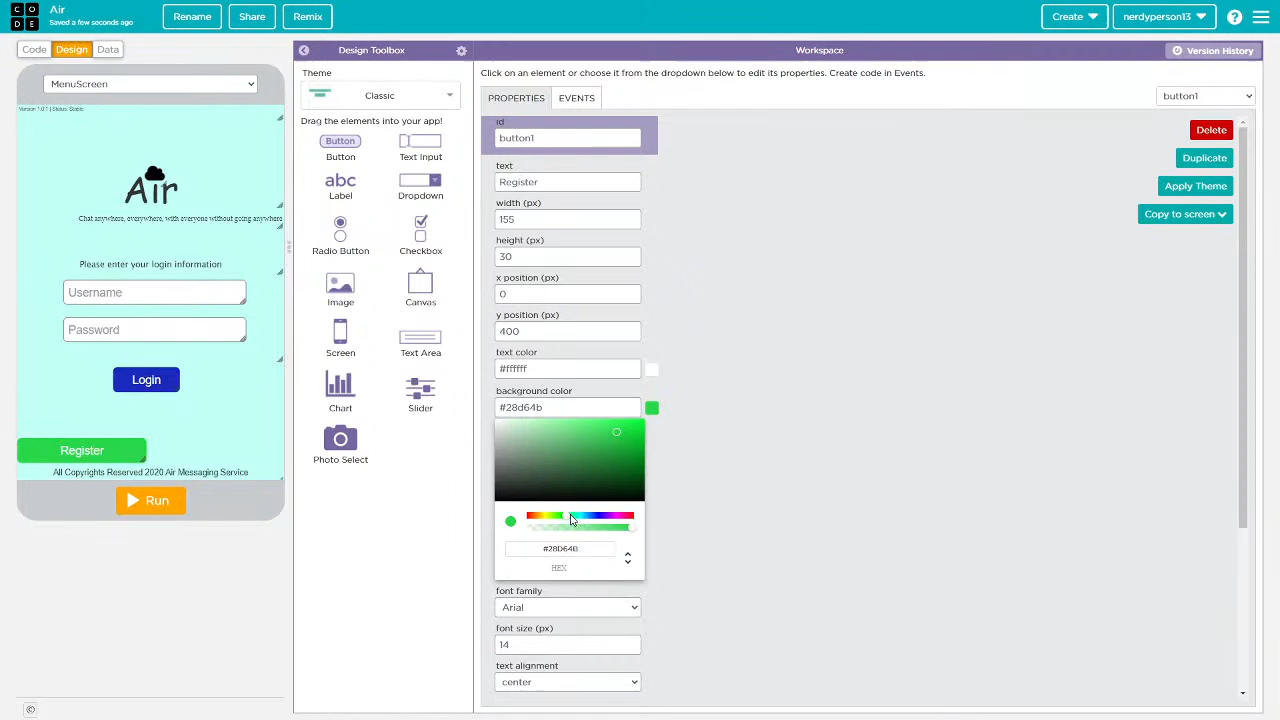 C O
D E
Air
Saved a few seconds ago
Rename
Share
Remix
Create
nerdyperson13
?
Code
Design
Data
Design Toolbox
Workspace
Version History
MenuScreen
Version 1.0.1 | Status: Stable
Air
Chat anywhere, everywhere, with everyone without going anywhere
Please enter your login information
Username
Password
Login
Register
All Copyrights Reserved 2020 Air Messaging Service
Run
Theme
Classic
Drag the elements into your app!
Button
Button
Text Input
abc
Label
Dropdown
Radio Button
Checkbox
Image
Canvas
Screen
Text Area
Chart
Slider
Photo Select
Click on an element or choose it from the dropdown below to edit its properties. Create code in Events.
PROPERTIES
EVENTS
button1
id
button1
text
Register
width (px)
155
height (px)
30
x position (px)
0
y position (px)
400
text color
#ffffff
background color
#28d64b
#28D64B
HEX
font family
Arial
font size (px)
14
text alignment
center
Delete
Duplicate
Apply Theme
Copy to screen
©